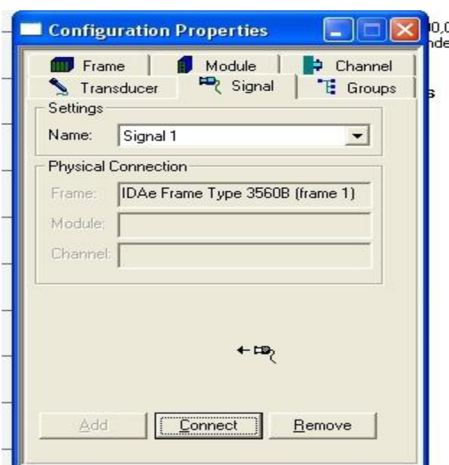 Configuration Properties
Frame Module Channel
Transducer Signal Groups
Settings
Name: Signal 1
Physical Connection
Frame: IDAe Frame Type 3560B (frame 1)
Module:
Channel:
Add Connect Remove